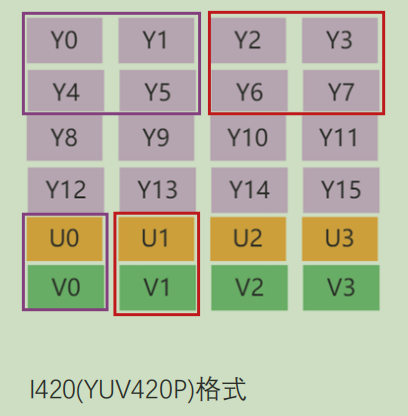 Y0 Y1 Y2 Y3
Y4 Y5 Y6 Y7
Y8 Y9 Y10 Y11
Y12 Y13 Y14 Y15
U0 U1 U2 U3
V0 V1 V2 V3
I420(YUV420P)格式